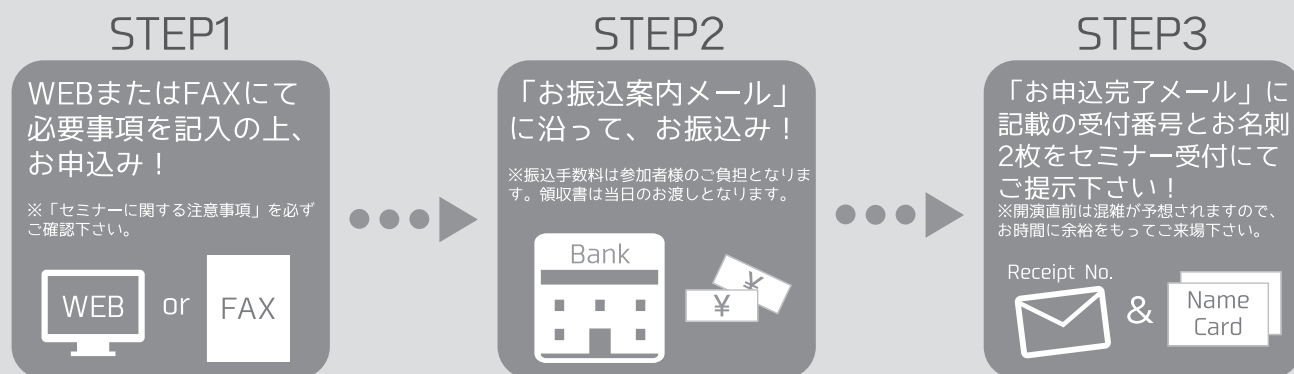 STEP1
WEBまたはFAXにて
必要事項を記入の上、
お申込み！
※「セミナーに関する注意事項」を必ず
ご確認下さい。
WEB
or
FAX
STEP2
「お振込案内メール」
に沿って、お振込み！
※振込手数料は参加者様のご負担となりま
す。領収書は当日のお渡しとなります。
Bank
¥
¥
STEP3
「お申込完了メール」に
記載の受付番号とお名刺
2枚をセミナー受付にて
ご提示下さい！
※開演直前は混雑が予想されますので、
お時間に余裕をもってご来場下さい。
Receipt No.
&
Name
Card